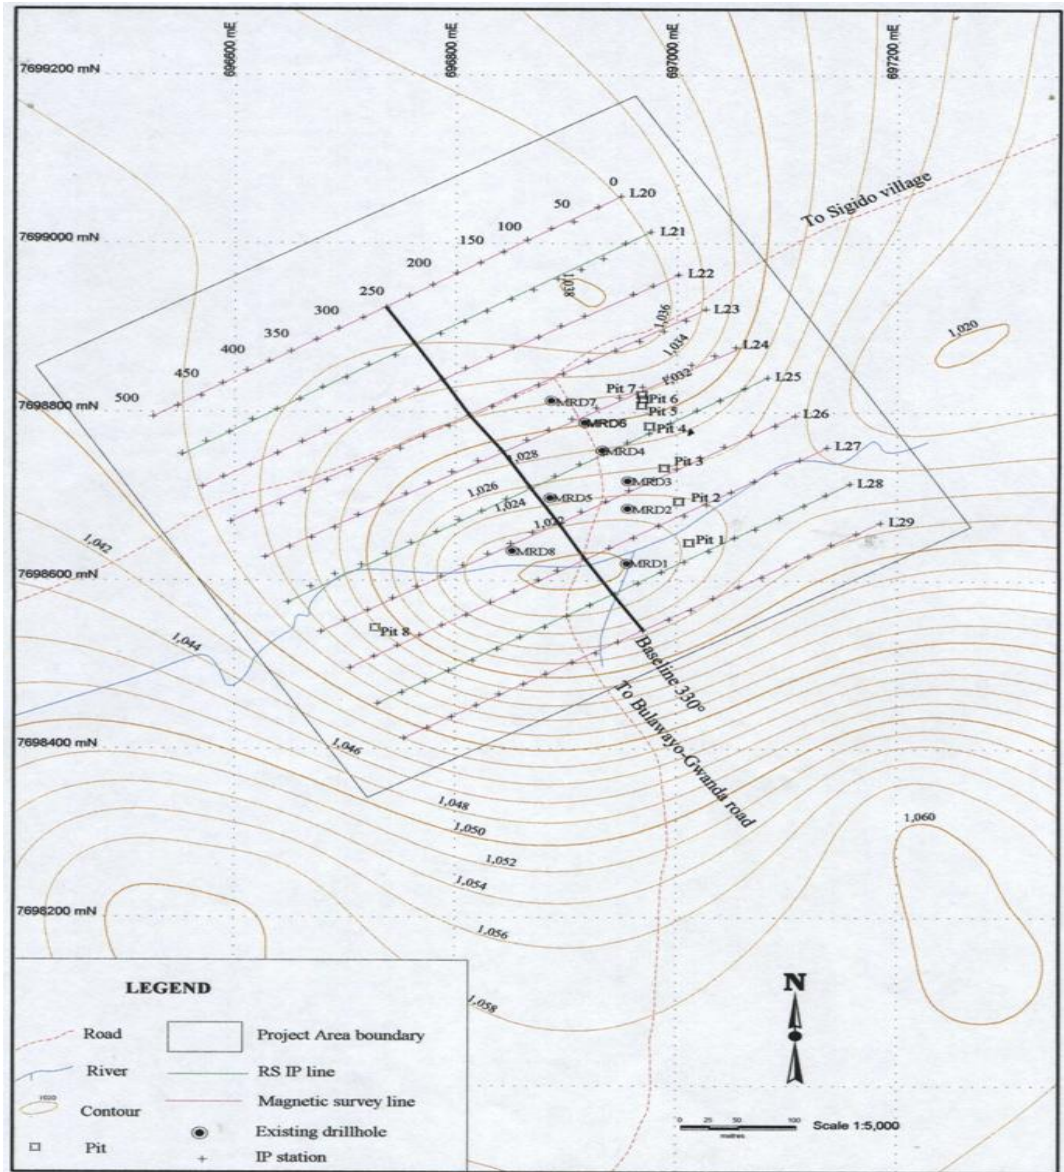 696600 mE
696800 mE
697000 mE
697200 mE
7699200 mN
7699000 mN
7698800 mN
7698600 mN
7698400 mN
7698200 mN
To Sigido village
0
50
100
150
200
250
300
350
400
450
500
L20
L21
L22
L23
L24
L25
L26
L27
L28
L29
1,038
1,036
1,034
1,032
1,020
1,028
1,026
1,024
1,022
1,042
1,044
1,046
1,048
1,050
1,052
1,054
1,056
1,058
1,060
Pit 7
Pit 6
Pit 5
Pit 4
Pit 3
Pit 2
Pit 1
Pit 8
MRD7
MRD6
MRD4
MRD3
MRD5
MRD2
MRD8
MRD1
Baseline 330°
To Bulawayo-Gwanda road
LEGEND
Road
River
1020
Contour
Pit
Project Area boundary
RS IP line
Magnetic survey line
Existing drillhole
IP station
N
0 25 50 100
metres
Scale 1:5,000